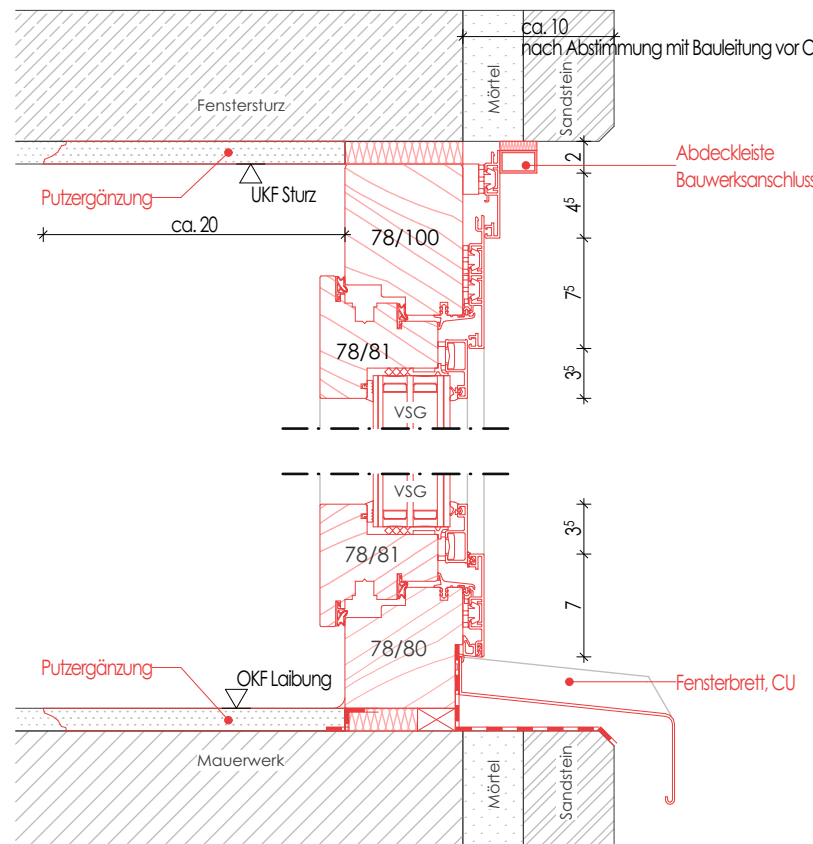 ca. 10
nach Abstimmung mit Bauleitung vor O
Fenstersturz
Mörtel
Sandstein
Abdeckleiste
Bauwerksanschluss
2
Putzergänzung
UKF Sturz
4⁵
ca. 20
78/100
7⁵
78/81
3⁵
VSG
VSG
3⁵
78/81
7
78/80
Putzergänzung
OKF Laibung
Fensterbrett, CU
Mauerwerk
Mörtel
Sandstein